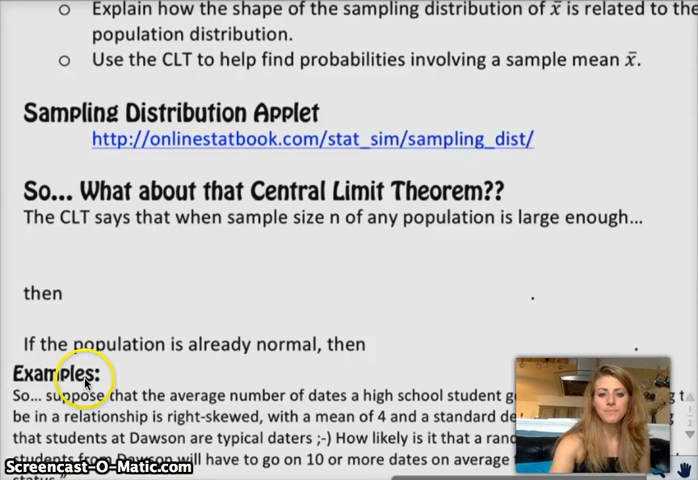 o Explain how the shape of the sampling distribution of x̄ is related to the
population distribution.
o Use the CLT to help find probabilities involving a sample mean x̄.
Sampling Distribution Applet
http://onlinestatbook.com/stat_sim/sampling_dist/
So... What about that Central Limit Theorem??
The CLT says that when sample size n of any population is large enough...
then .
If the population is already normal, then .
Examples:
So... suppose that the average number of dates a high school student
be in a relationship is right-skewed, with a mean of 4 and a standard
that students at Dawson are typical daters ;-) How likely is it that a
students from Dawson will have to go on 10 or more dates on average
Screencast-O-Matic.com